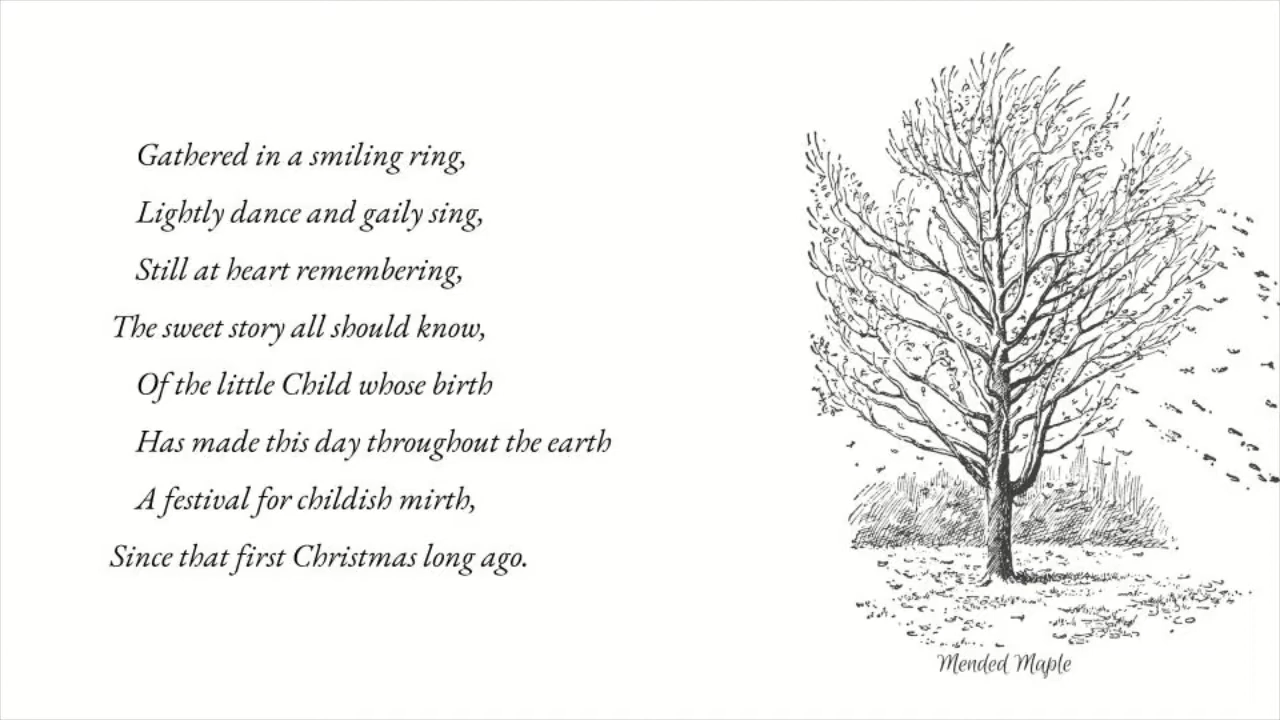 Gathered in a smiling ring,
Lightly dance and gaily sing,
Still at heart remembering,
The sweet story all should know,
Of the little Child whose birth
Has made this day throughout the earth
A festival for childish mirth,
Since that first Christmas long ago.
Mended Maple